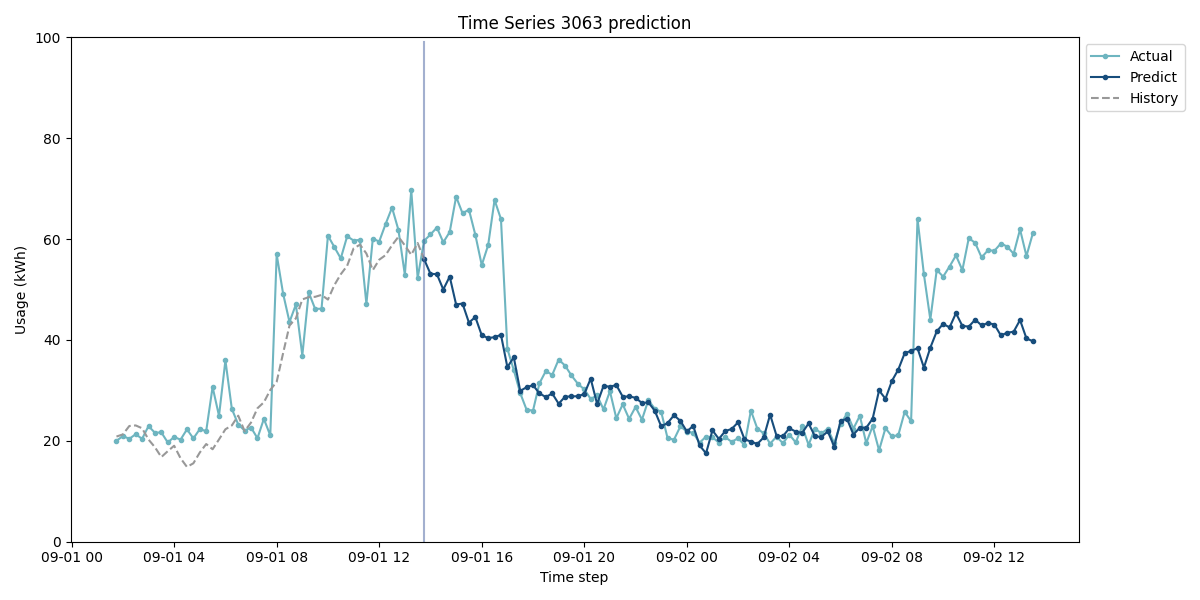 Time Series 3063 prediction
100
80
60
40
20
0
Usage (kWh)
09-01 00
09-01 04
09-01 08
09-01 12
09-01 16
09-01 20
09-02 00
09-02 04
09-02 08
09-02 12
Time step
Actual
Predict
History